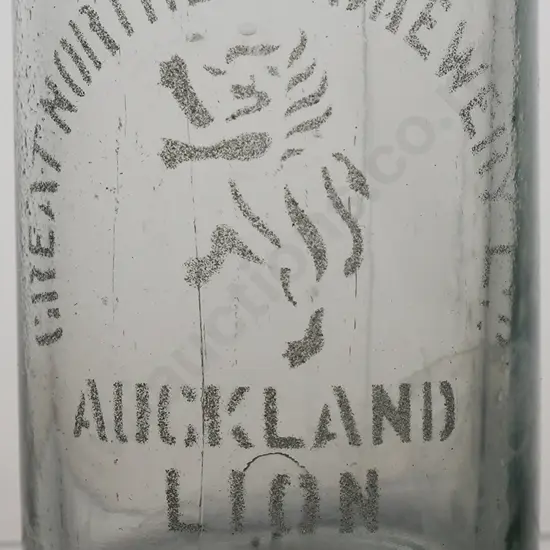 GREAT NORTHERN BREWERY LTD
AUCKLAND
LION